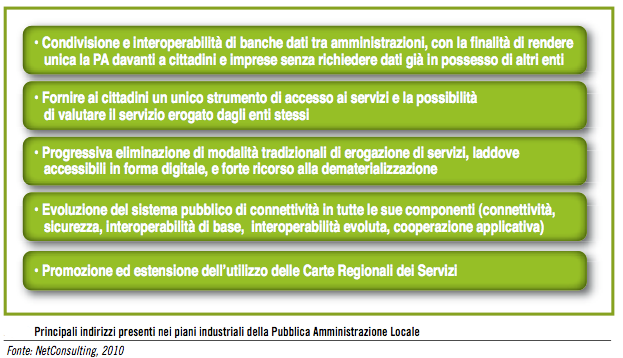 • Condivisione e interoperabilità di banche dati tra amministrazioni, con la finalità di rendere
unica la PA davanti a cittadini e imprese senza richiedere dati già in possesso di altri enti
• Fornire ai cittadini un unico strumento di accesso ai servizi e la possibilità
di valutare il servizio erogato dagli enti stessi
• Progressiva eliminazione di modalità tradizionali di erogazione di servizi, laddove
accessibili in forma digitale, e forte ricorso alla dematerializzazione
• Evoluzione del sistema pubblico di connettività in tutte le sue componenti (connettività,
sicurezza, interoperabilità di base, interoperabilità evoluta, cooperazione applicativa)
• Promozione ed estensione dell'utilizzo delle Carte Regionali dei Servizi
Principali indirizzi presenti nei piani industriali della Pubblica Amministrazione Locale
Fonte: NetConsulting, 2010